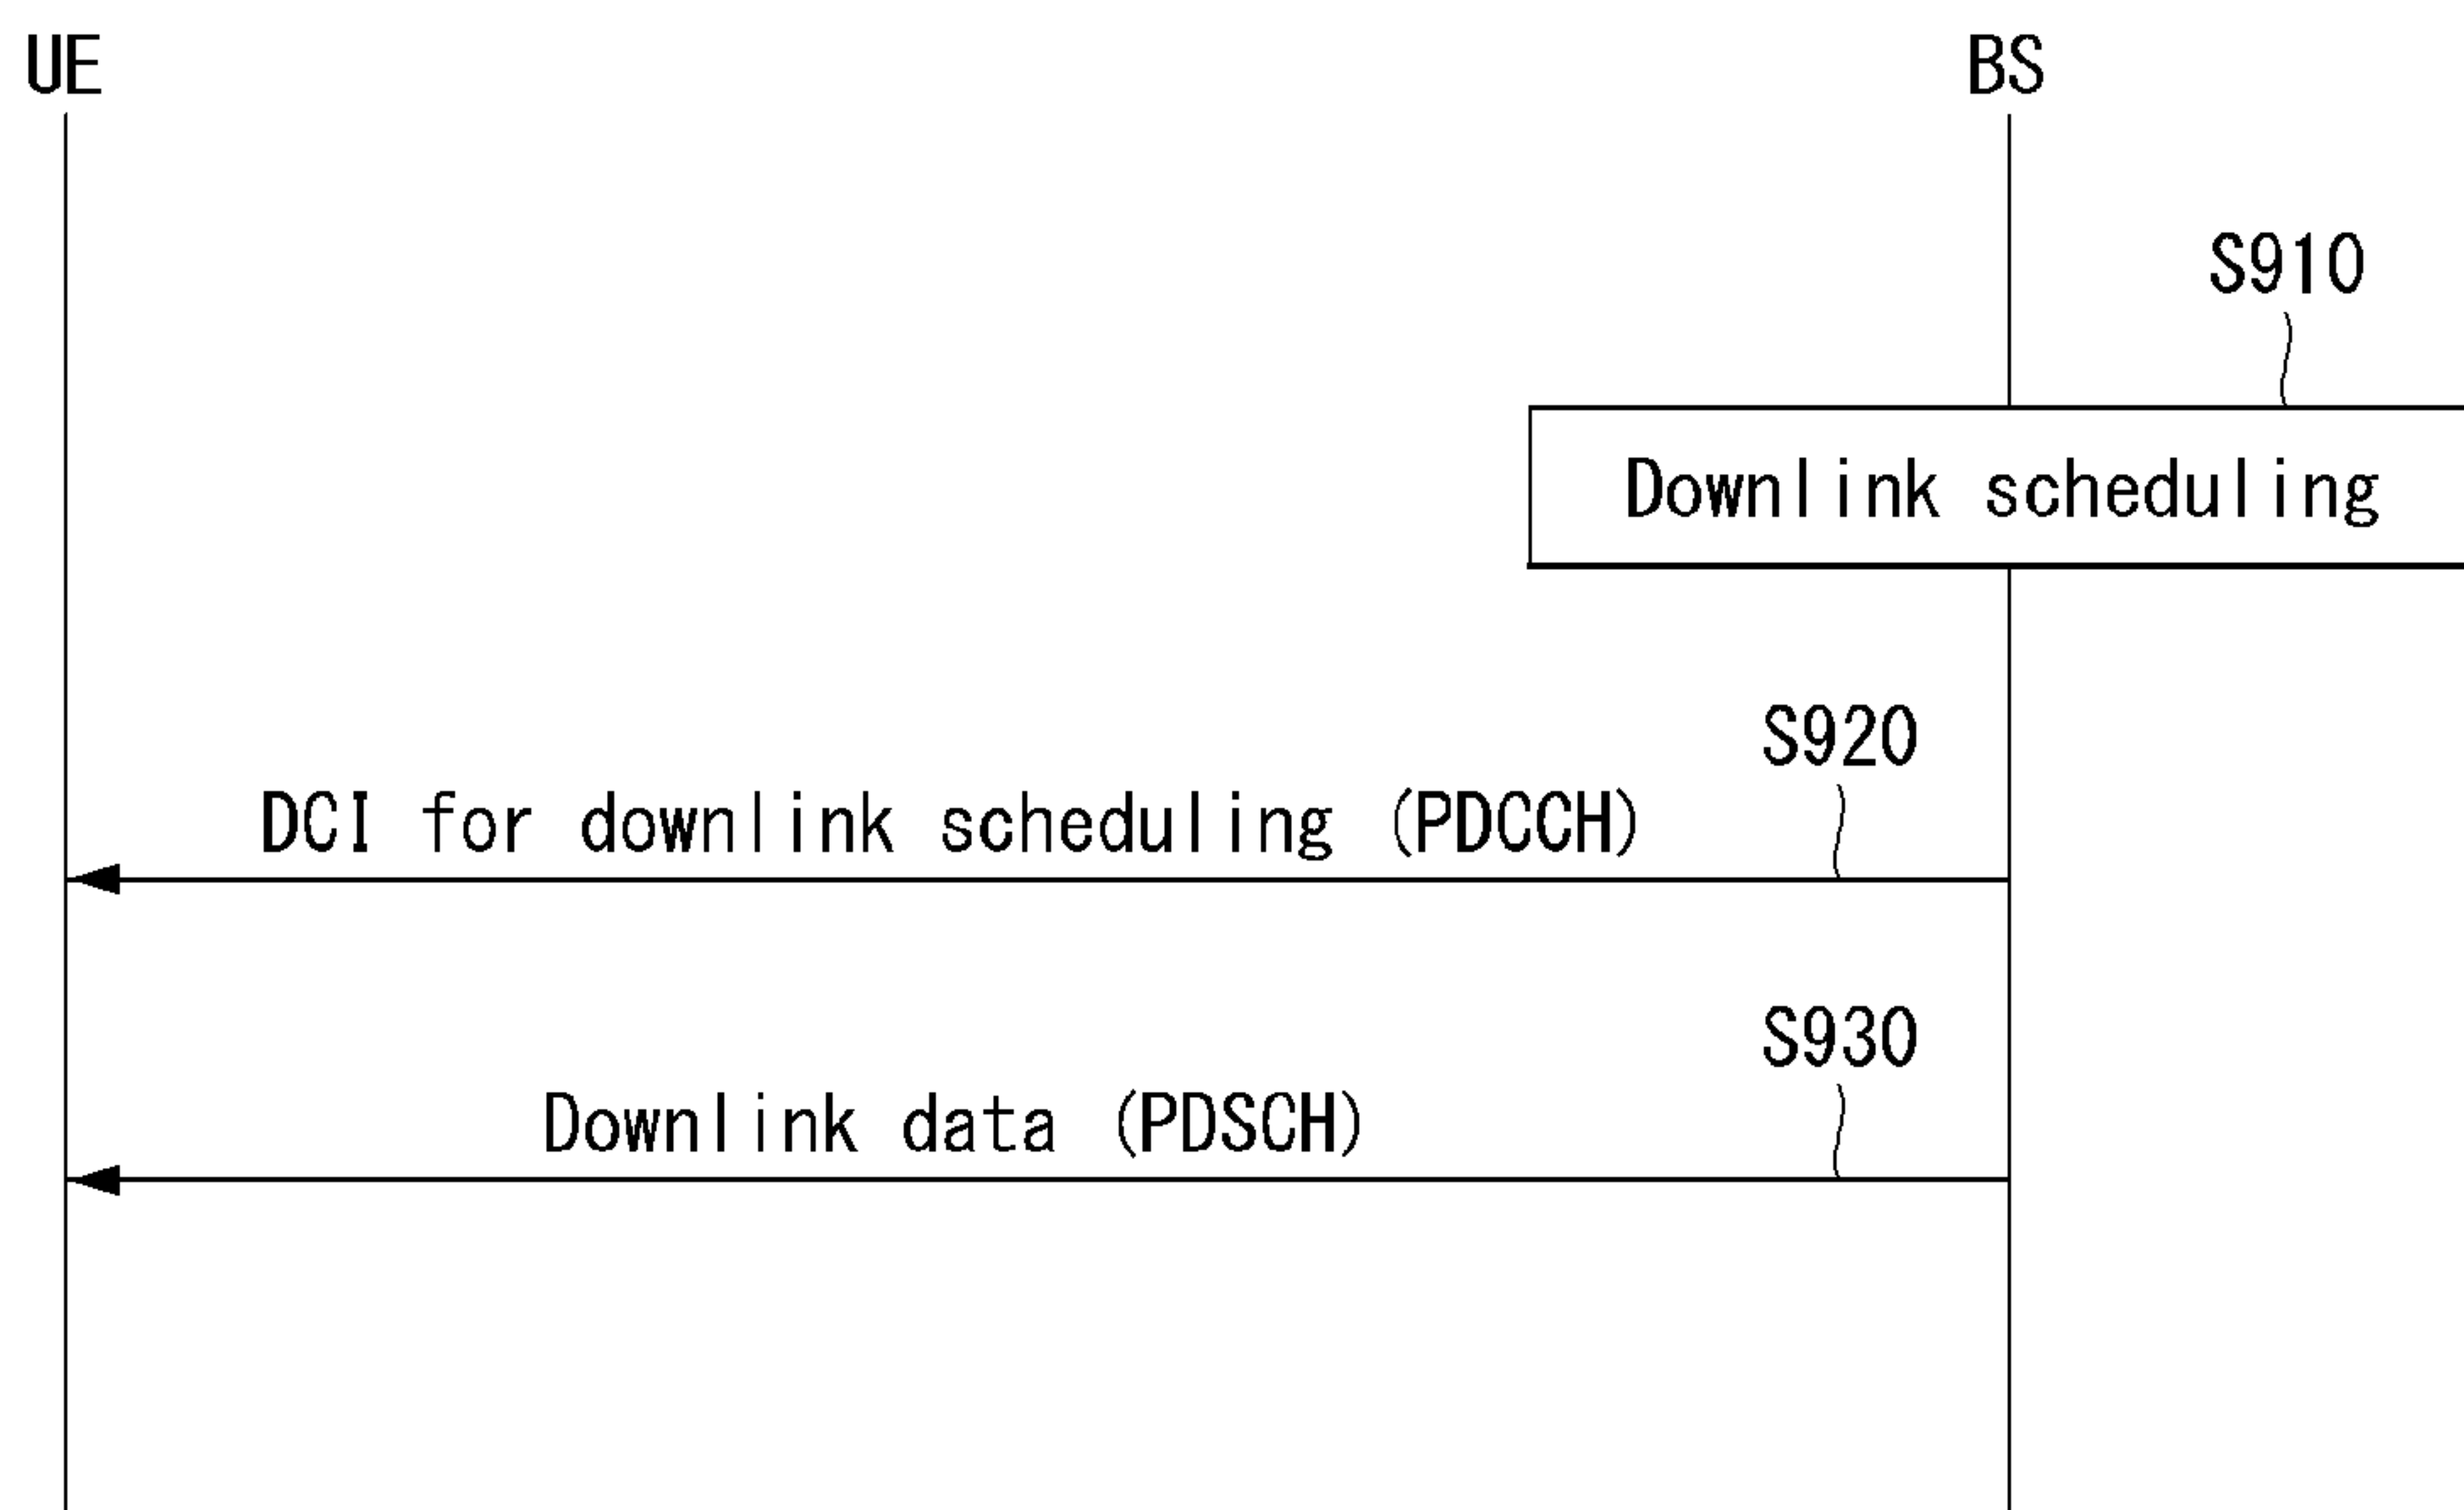 UE
BS
S910
Downlink scheduling
S920
DCI for downlink scheduling (PDCCH)
S930
Downlink data (PDSCH)